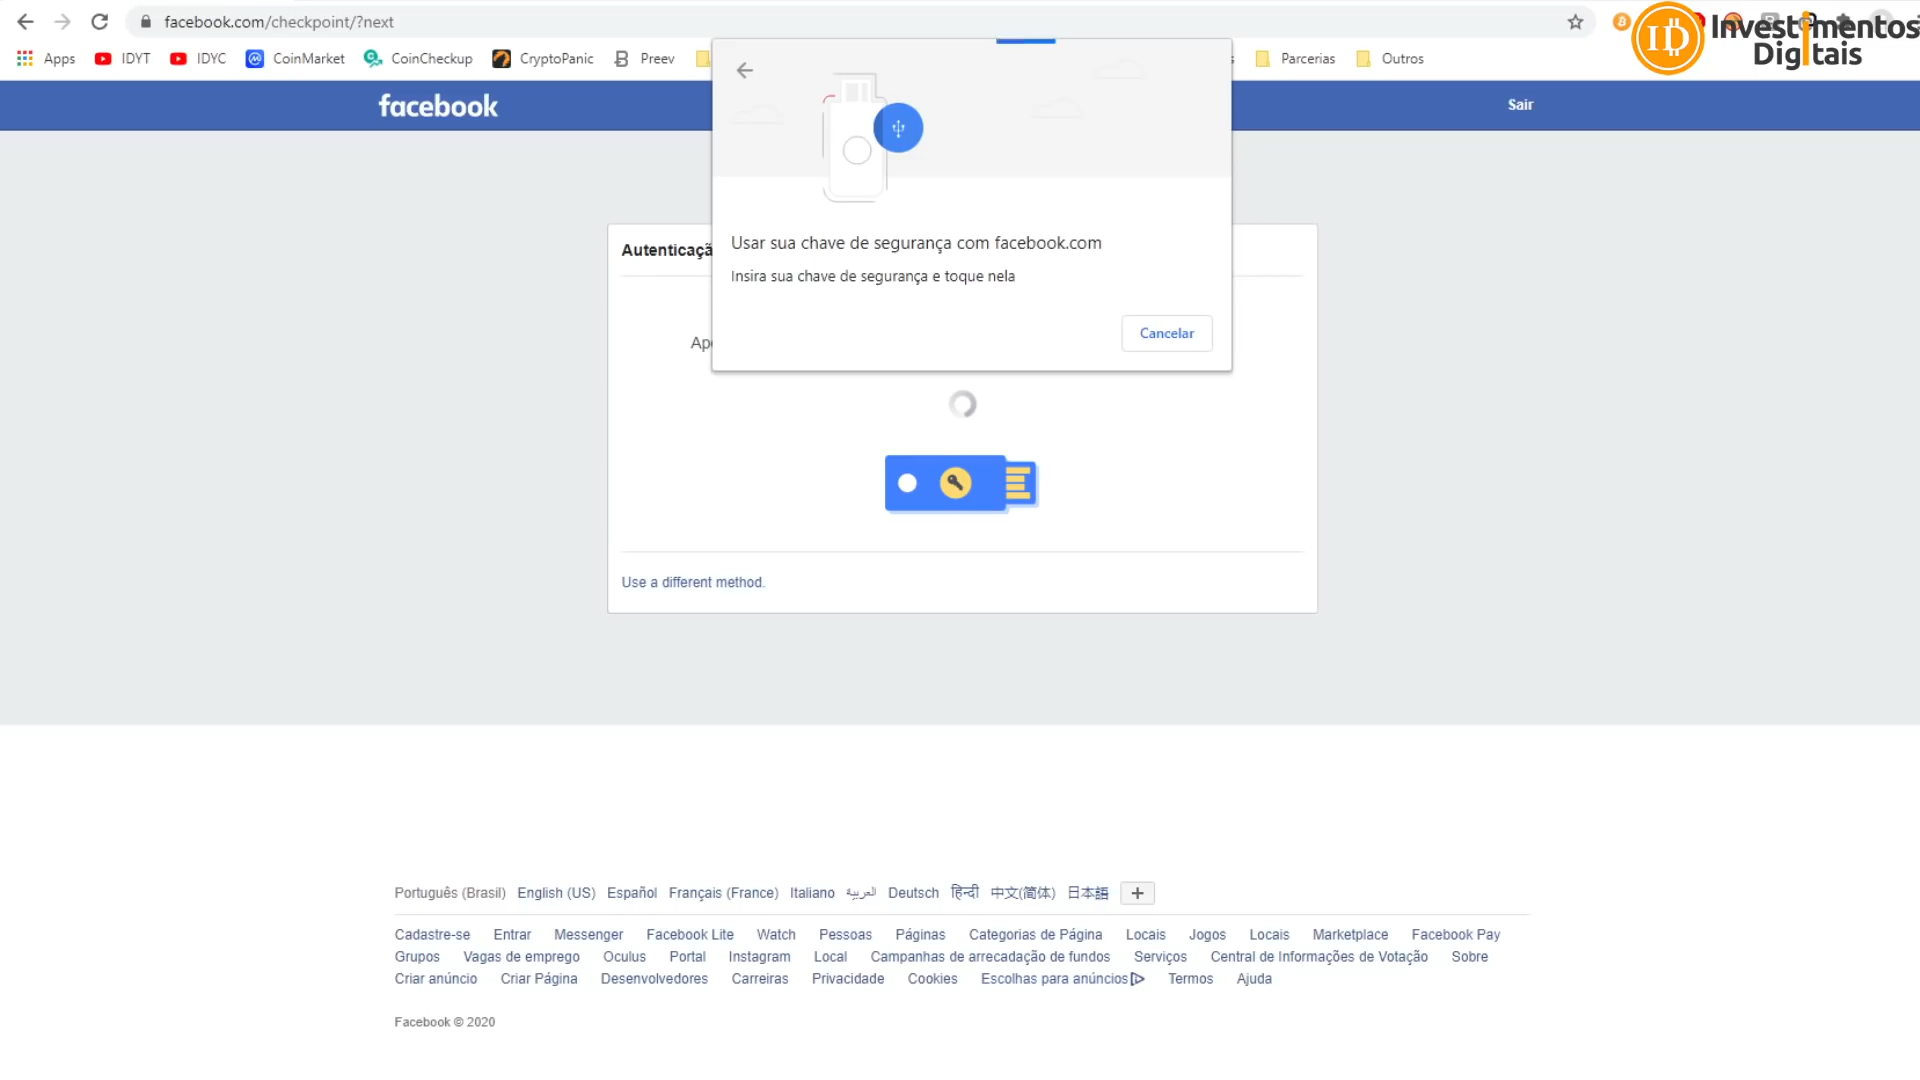 facebook.com/checkpoint/?next
Apps IDYT IDYC CoinMarket CoinCheckup CryptoPanic Preev Parcerias Outros
ID Investimentos
Digitais
facebook Sair
Usar sua chave de segurança com facebook.com
Insira sua chave de segurança e toque nela
Cancelar
Autenticaçã
Ap
Use a different method.
Português (Brasil) English (US) Español Français (France) Italiano العربية Deutsch हिन्दी 中文(简体) 日本語 +
Cadastre-se Entrar Messenger Facebook Lite Watch Pessoas Páginas Categorias de Página Locais Jogos Locais Marketplace Facebook Pay
Grupos Vagas de emprego Oculus Portal Instagram Local Campanhas de arrecadação de fundos Serviços Central de Informações de Votação Sobre
Criar anúncio Criar Página Desenvolvedores Carreiras Privacidade Cookies Escolhas para anúncios Termos Ajuda
Facebook © 2020